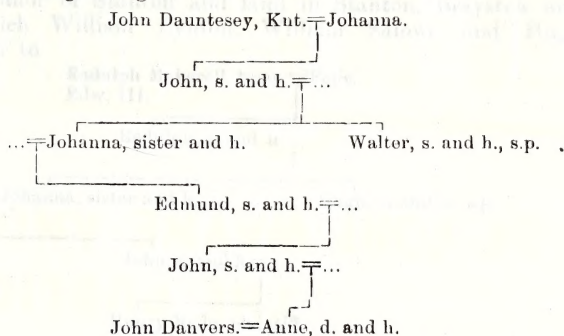 John Dauntesey, Knt.=Johanna.
John, s. and h.=...
...=Johanna, sister and h. Walter, s. and h., s.p.
Edmund, s. and h.=...
John, s. and h.=...
John Danvers.=Anne, d. and h.